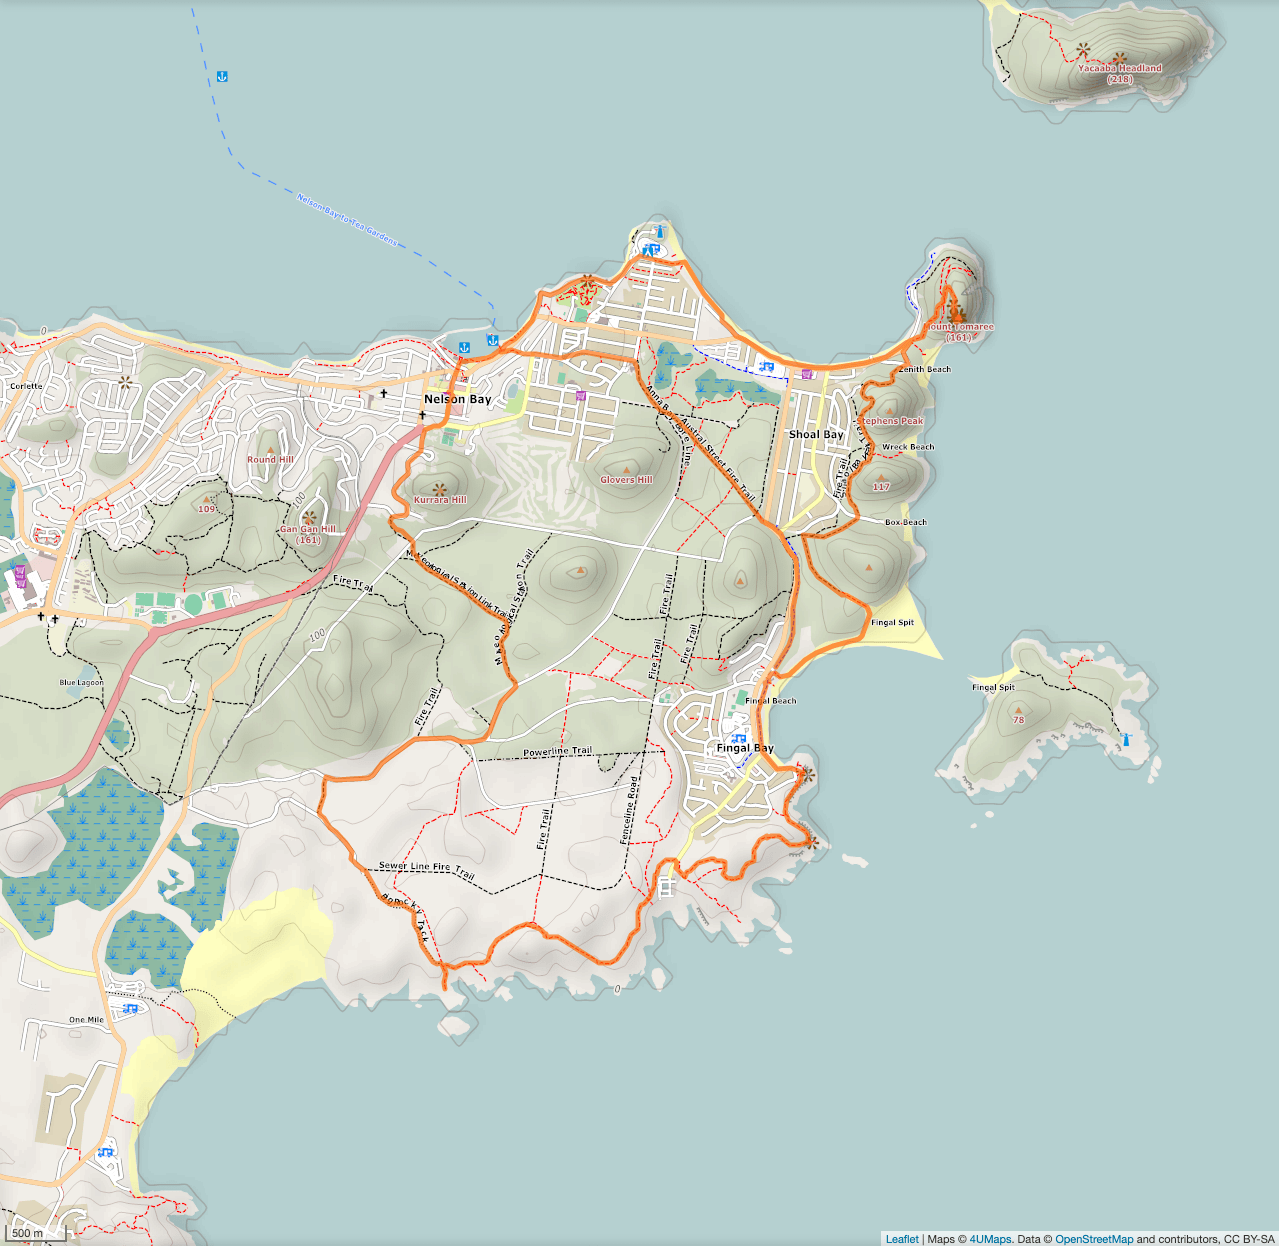 Yacaaba Headland
(218)
Nelson Bay to Tea Gardens
0
Mount Tomaree
(161)
Zenith Beach
Corlette
Nelson Bay
Stephens Peak
Shoal Bay
Wreck Beach
Round Hill
Glovers Hill
117
100
Kurrara Hill
109
Box Beach
Gan Gan Hill
(161)
Austral Street Fire Trail
Fire Trail
Fire Trail
Fire Trail
Fingal Spit
100
Fire Trail
Fire Trail
Blue Lagoon
Fire Trail
Fingal Beach
Fingal Spit
78
Powerline Trail
Fingal Bay
Fenceline Road
Fire Trail
Sewer Line Fire Trail
0
One Mile
500 m
Leaflet | Maps © 4UMaps. Data © OpenStreetMap and contributors, CC BY-SA